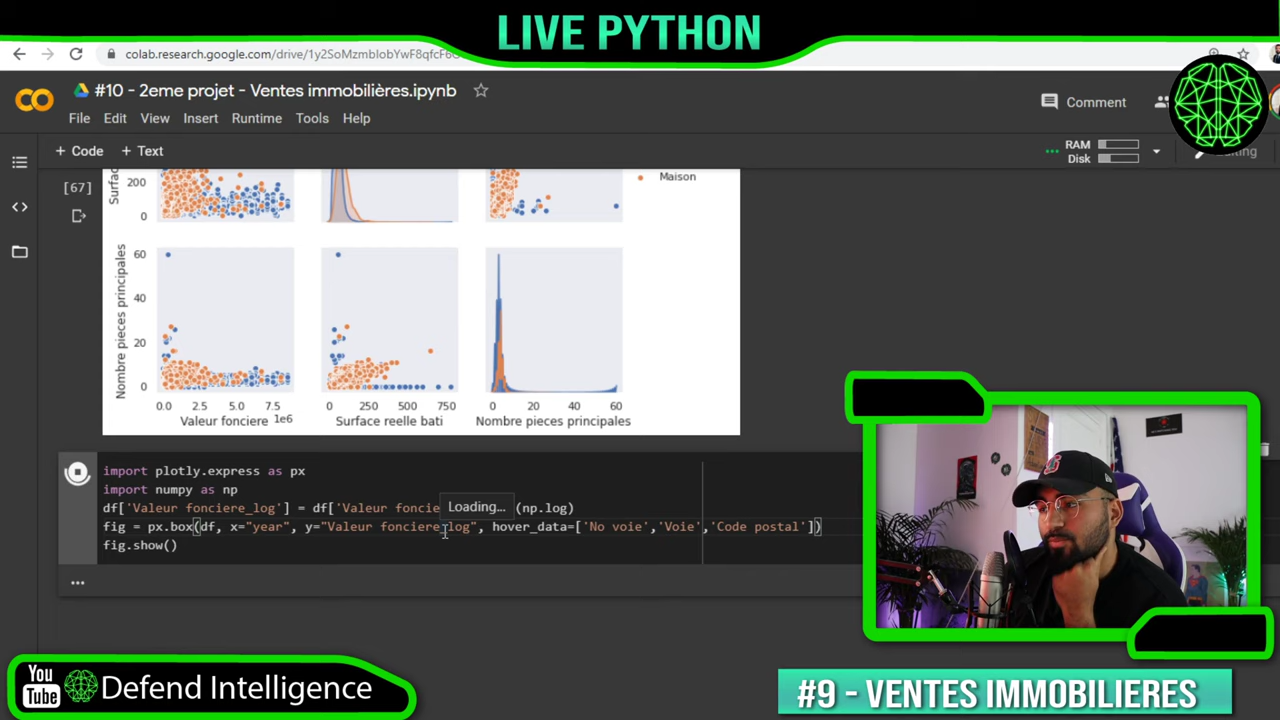 LIVE PYTHON
colab.research.google.com/drive/1y2SoMzmblobYwF8qfcF6
CO
#10 - 2eme projet - Ventes immobilières.ipynb
Comment
File Edit View Insert Runtime Tools Help
+ Code + Text
RAM
Disk
[67]
200
0
Maison
Nombre pieces principales
60
40
20
0
0.0 2.5 5.0 7.5
0 250 500 750
0 20 40 60
Valeur fonciere 1e6
Surface reelle bati
Nombre pieces principales
import plotly.express as px
import numpy as np
df['Valeur fonciere_log'] = df['Valeur foncie (np.log)
Loading...
fig = px.box(df, x="year", y="Valeur fonciere_log", hover_data=['No voie','Voie','Code postal'])
fig.show()
...
You
Tube
Defend Intelligence
#9 - VENTES IMMOBILIERES